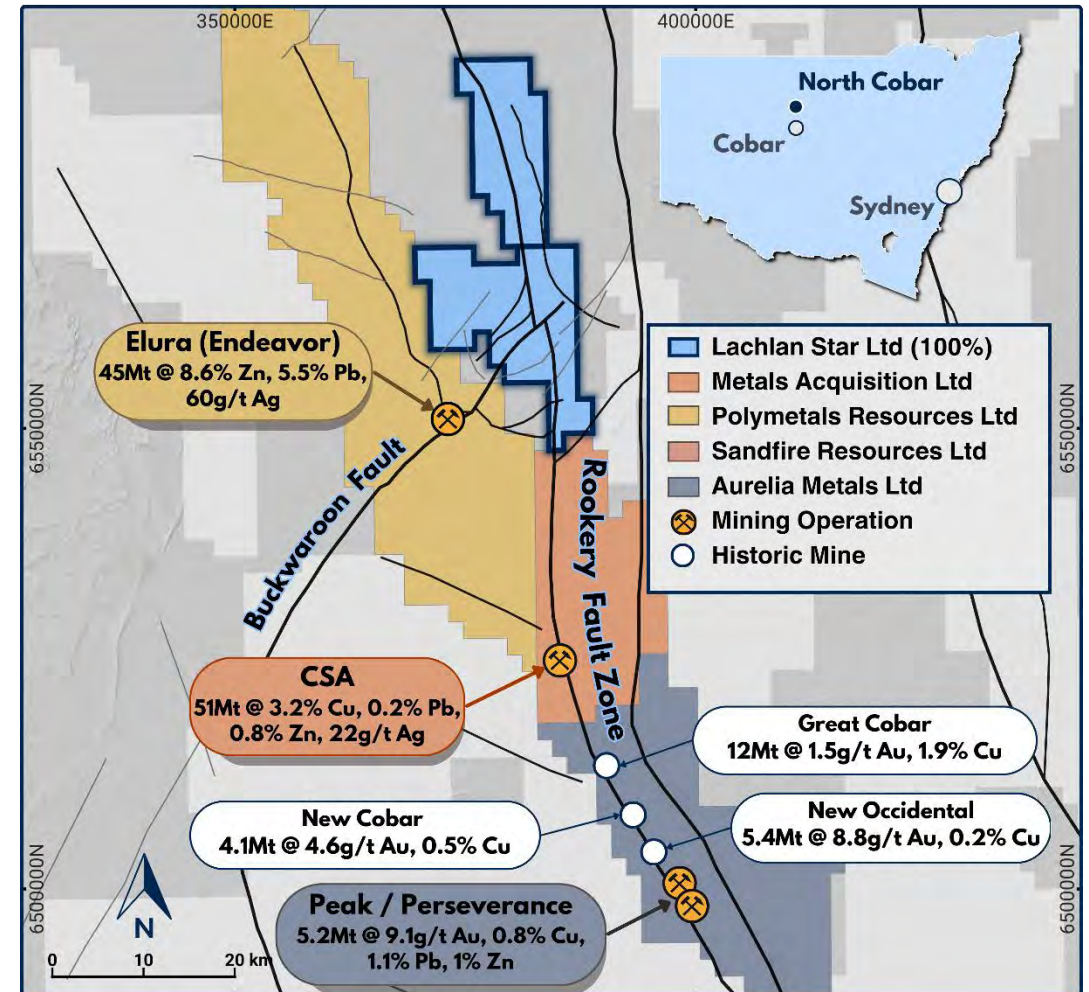 350000E
400000E
North Cobar
Cobar
Sydney
Lachlan Star Ltd (100%)
Metals Acquisition Ltd
Polymetals Resources Ltd
Sandfire Resources Ltd
Aurelia Metals Ltd
Mining Operation
Historic Mine
Elura (Endeavor)
45Mt @ 8.6% Zn, 5.5% Pb,
60g/t Ag
6550000N
6550000N
Buckwaroon Fault
Rookery Fault Zone
CSA
51Mt @ 3.2% Cu, 0.2% Pb,
0.8% Zn, 22g/t Ag
Great Cobar
12Mt @ 1.5g/t Au, 1.9% Cu
New Cobar
4.1Mt @ 4.6g/t Au, 0.5% Cu
New Occidental
5.4Mt @ 8.8g/t Au, 0.2% Cu
6500000N
6500000N
Peak / Perseverance
5.2Mt @ 9.1g/t Au, 0.8% Cu,
1.1% Pb, 1% Zn
N
0 10 20 km